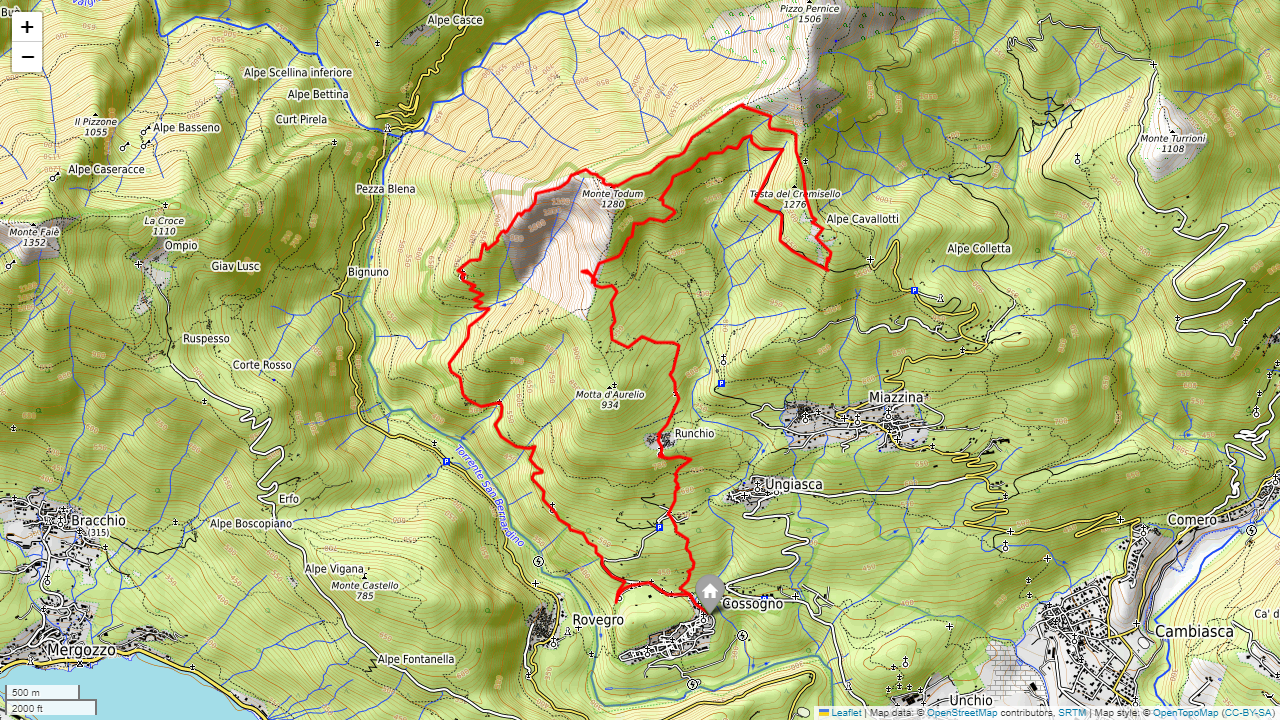 +
−
Alpe Casce
Pizzo Pernice
1506
Alpe Scellina inferiore
Alpe Bettina
Curt Pirela
Il Pizzone
1055
Alpe Basseno
Alpe Caseracce
Pezza Blena
Monte Turrioni
1108
Monte Todum
1280
Testa del Cremisello
1276
Alpe Cavallotti
Alpe Colletta
Monte Faiè
1352
La Croce
1110
Ompio
Giav Lusc
Bignuno
Ruspesso
Corte Rosso
Motta d'Aurelio
934
Miazzina
Runchio
Ungiasca
Torrente San Bernardino
Erfo
Bracchio
(315)
Alpe Boscopiano
Comero
Alpe Vigana
Monte Castello
785
Cossogno
Rovegro
Cambiasca
Mergozzo
Alpe Fontanella
Unchio
500 m
2000 ft
Leaflet | Map data: © OpenStreetMap contributors, SRTM | Map style: © OpenTopoMap (CC-BY-SA)